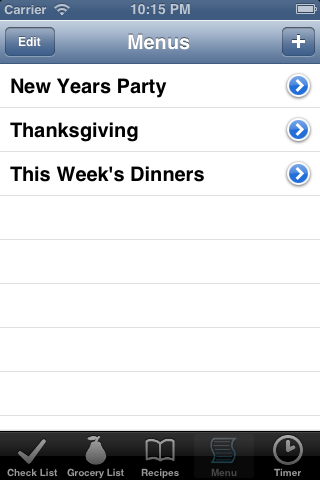 Carrier 10:15 PM
Edit Menus +
New Years Party
Thanksgiving
This Week's Dinners
Check List Grocery List Recipes Menu Timer